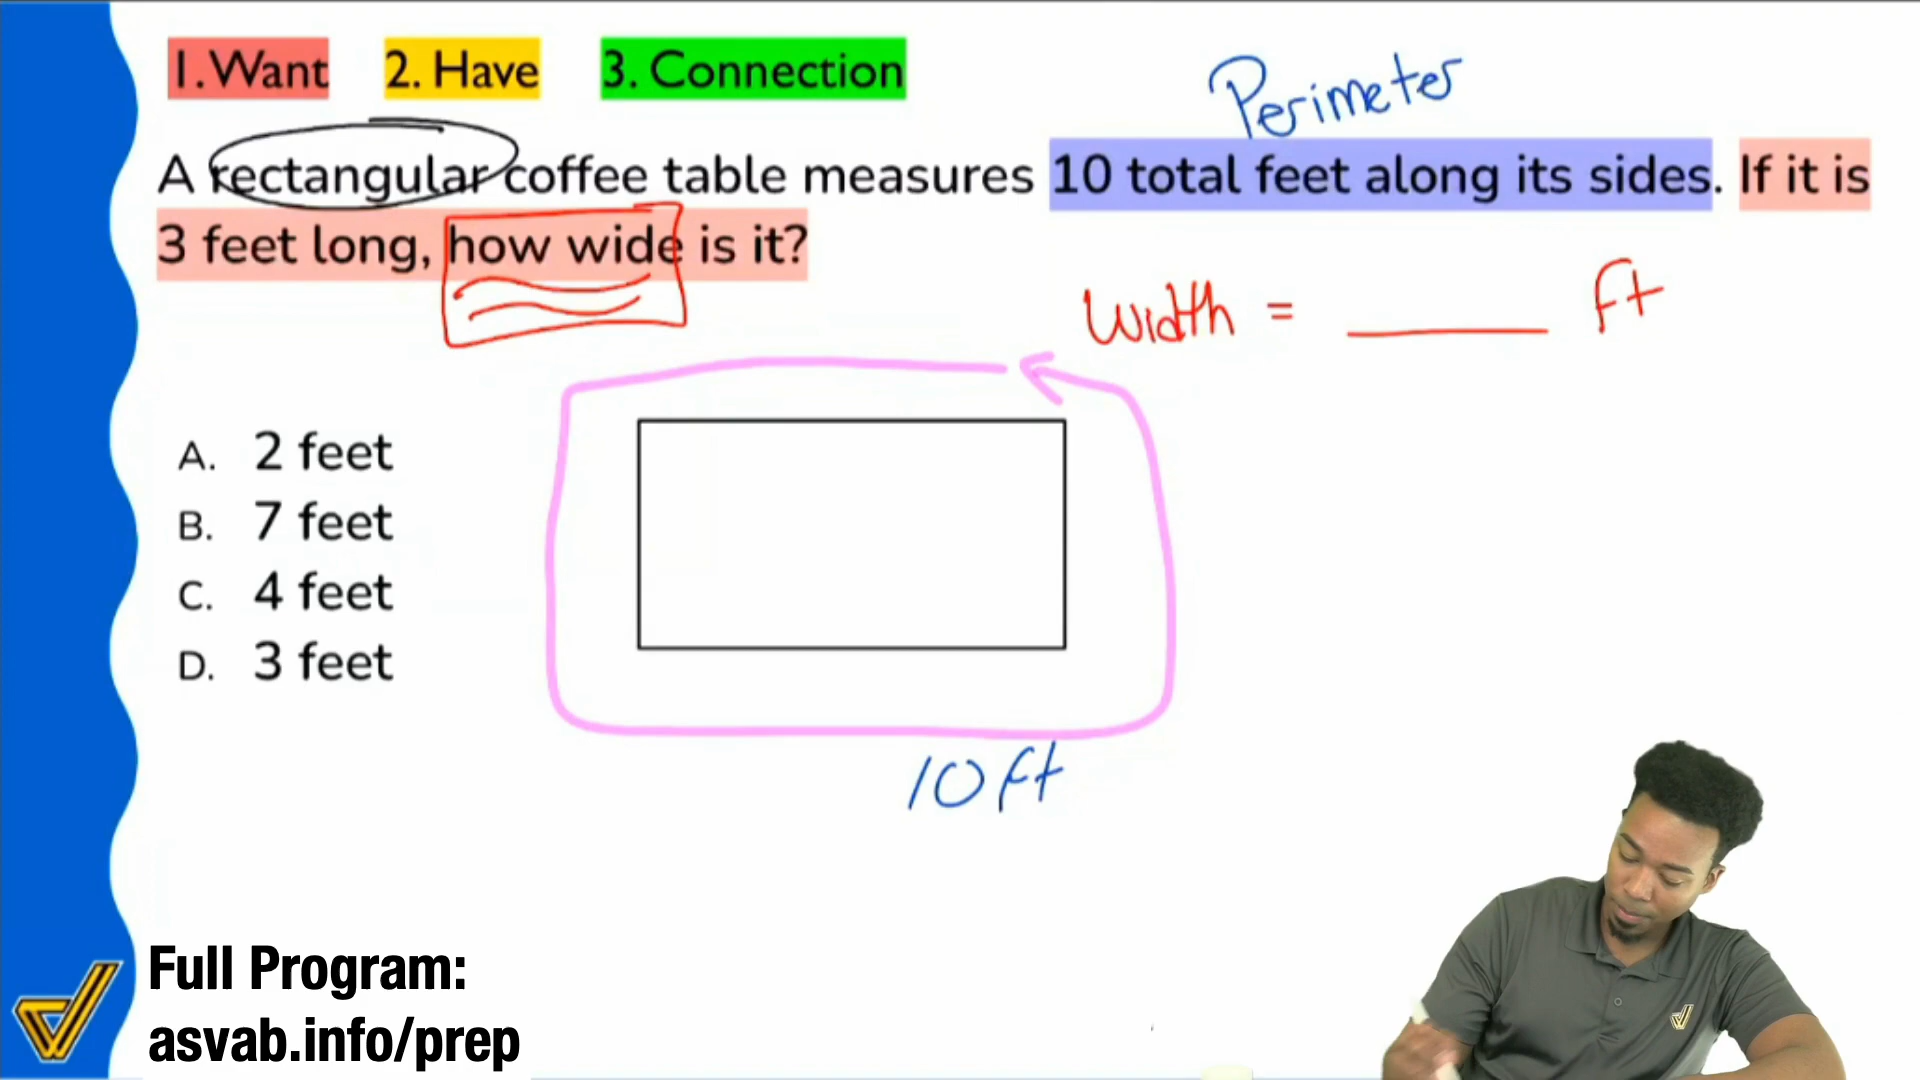 1. Want 2. Have 3. Connection
Perimeter
A rectangular coffee table measures 10 total feet along its sides. If it is
3 feet long, how wide is it?
Width = ______ ft
A. 2 feet
B. 7 feet
C. 4 feet
D. 3 feet
10 ft
Full Program:
asvab.info/prep